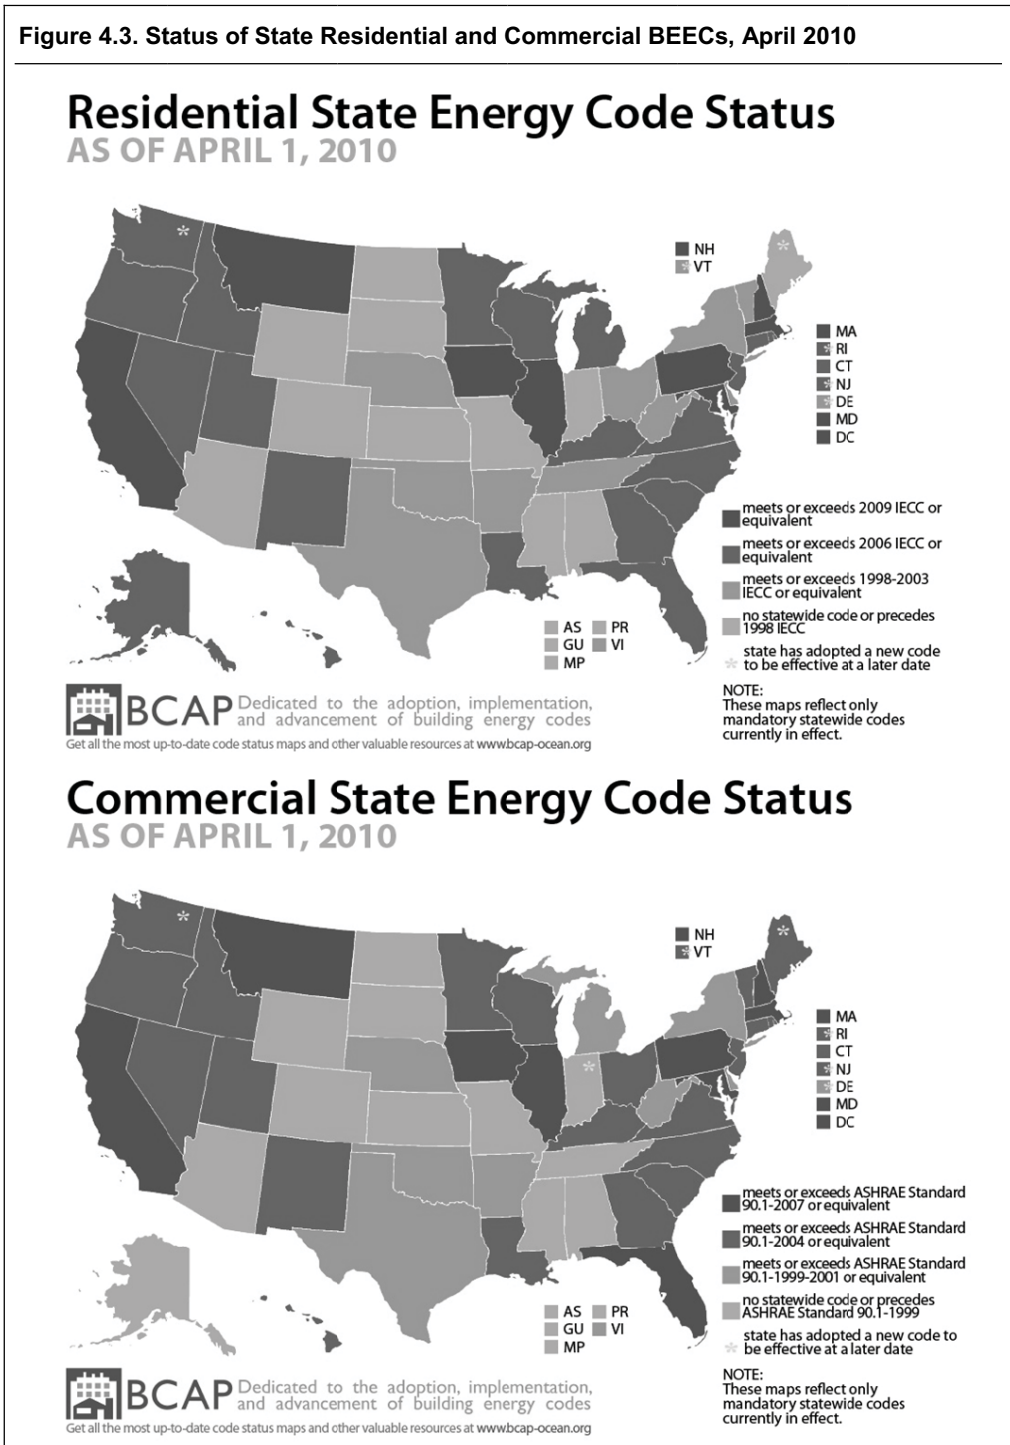 Figure 4.3. Status of State Residential and Commercial BEECs, April 2010
Residential State Energy Code Status
AS OF APRIL 1, 2010
*
*
NH
* VT
MA
* RI
CT
* NJ
* DE
MD
DC
meets or exceeds 2009 IECC or
equivalent
meets or exceeds 2006 IECC or
equivalent
meets or exceeds 1998-2003
IECC or equivalent
no statewide code or precedes
1998 IECC
* state has adopted a new code
to be effective at a later date
AS PR
GU VI
MP
NOTE:
These maps reflect only
mandatory statewide codes
currently in effect.
BCAP Dedicated to the adoption, implementation,
and advancement of building energy codes
Get all the most up-to-date code status maps and other valuable resources at www.bcap-ocean.org
Commercial State Energy Code Status
AS OF APRIL 1, 2010
*
*
*
NH
* VT
MA
* RI
CT
* NJ
* DE
MD
DC
meets or exceeds ASHRAE Standard
90.1-2007 or equivalent
meets or exceeds ASHRAE Standard
90.1-2004 or equivalent
meets or exceeds ASHRAE Standard
90.1-1999-2001 or equivalent
no statewide code or precedes
ASHRAE Standard 90.1-1999
* state has adopted a new code to
be effective at a later date
AS PR
GU VI
MP
NOTE:
These maps reflect only
mandatory statewide codes
currently in effect.
BCAP Dedicated to the adoption, implementation,
and advancement of building energy codes
Get all the most up-to-date code status maps and other valuable resources at www.bcap-ocean.org